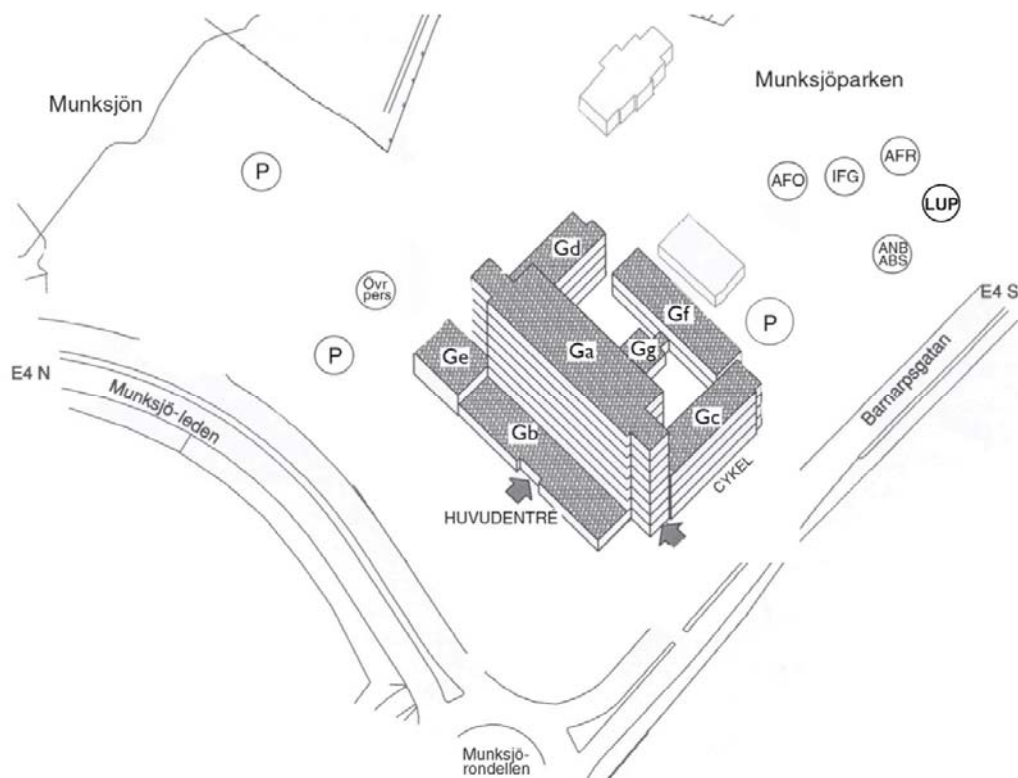 Munksjön
Munksjöparken
P
AFO
IFG
AFR
LUP
ANB
ABS
Gd
Övr
pers
Gf
E4 S
P
P
Ge
Ga
Gg
Gc
Barnarpsgatan
E4 N
Munksjö-leden
Gb
CYKEL
HUVUDENTRE
Munksjö-
rondellen